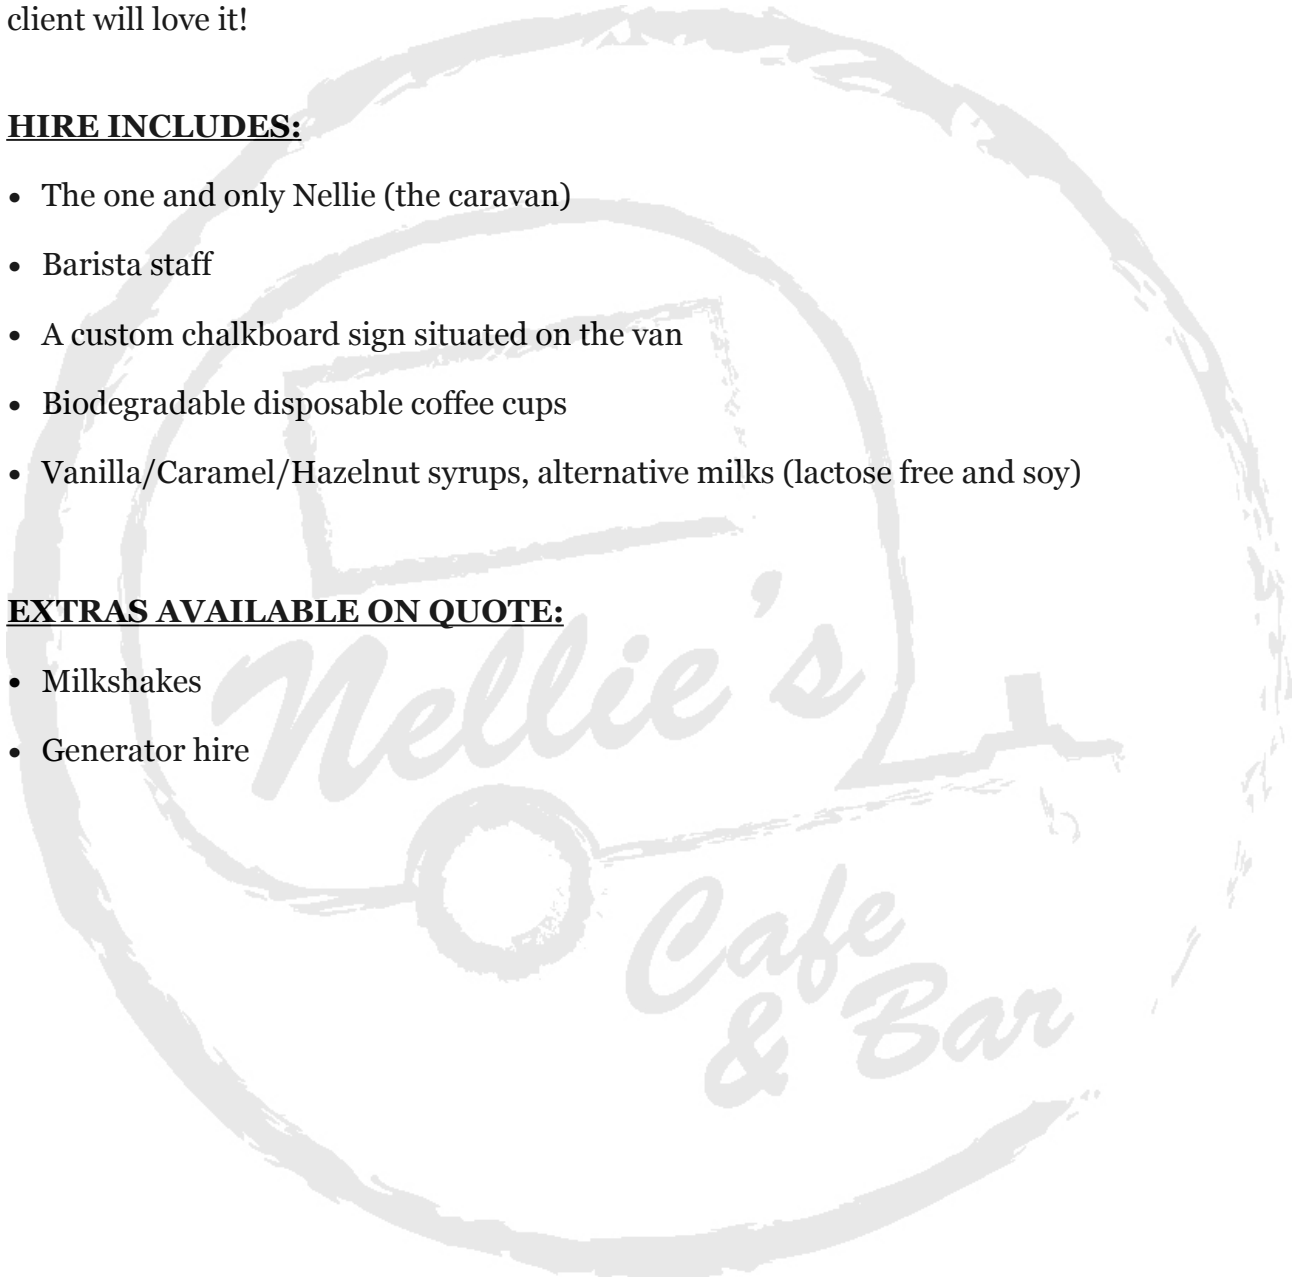 client will love it!
HIRE INCLUDES:
• The one and only Nellie (the caravan)
• Barista staff
• A custom chalkboard sign situated on the van
• Biodegradable disposable coffee cups
• Vanilla/Caramel/Hazelnut syrups, alternative milks (lactose free and soy)
EXTRAS AVAILABLE ON QUOTE:
• Milkshakes
• Generator hire
Nellie's
Cafe
& Bar